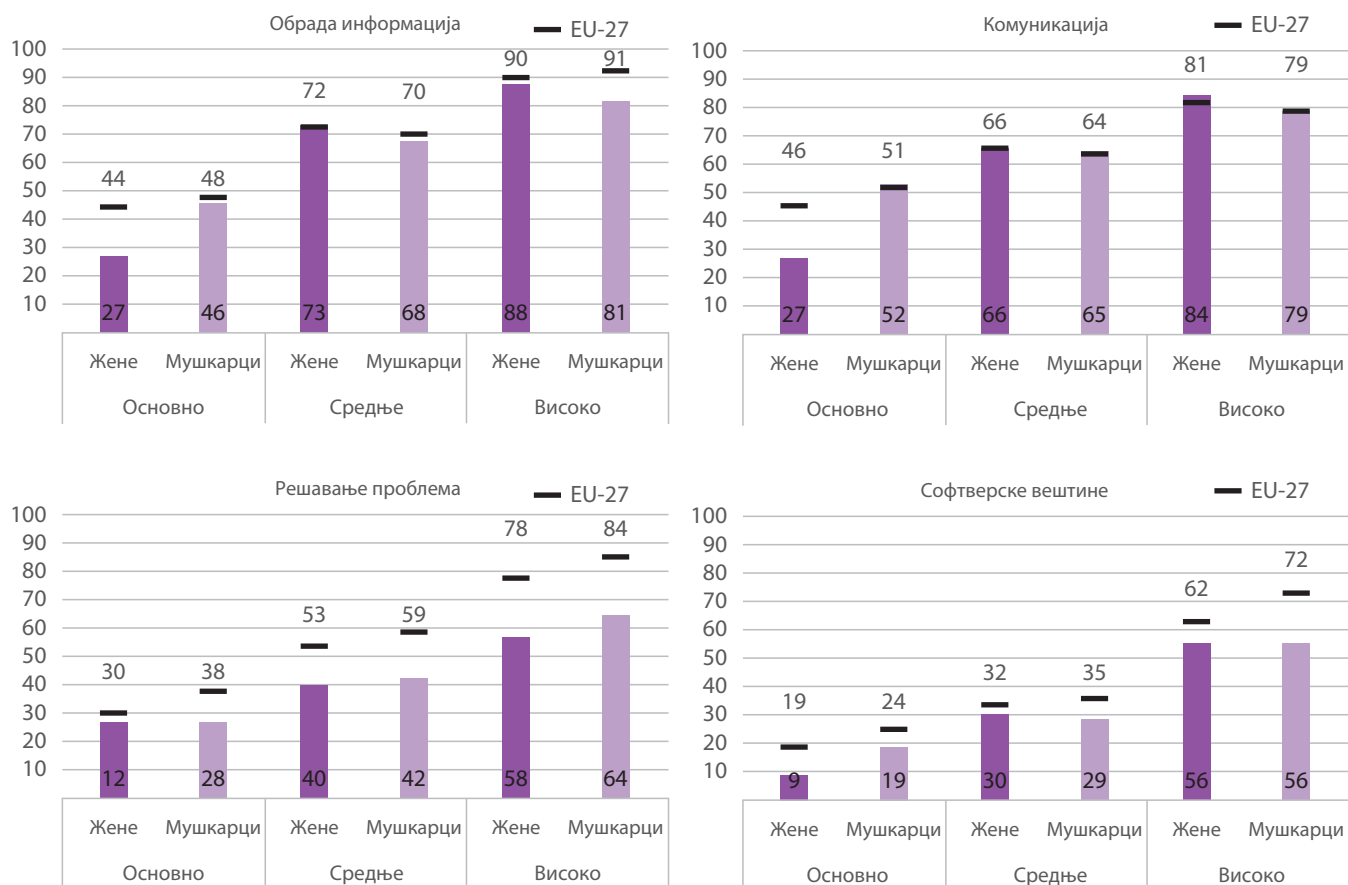 Обрада информација
EU-27
100
90
80
70
60
50
40
30
20
10
44
48
72
70
90
91
27
46
73
68
88
81
Жене
Мушкарци
Жене
Мушкарци
Жене
Мушкарци
Основно
Средње
Високо
Комуникација
EU-27
100
90
80
70
60
50
40
30
20
10
46
51
66
64
81
79
27
52
66
65
84
79
Жене
Мушкарци
Жене
Мушкарци
Жене
Мушкарци
Основно
Средње
Високо
Решавање проблема
EU-27
100
90
80
70
60
50
40
30
20
10
30
38
53
59
78
84
12
28
40
42
58
64
Жене
Мушкарци
Жене
Мушкарци
Жене
Мушкарци
Основно
Средње
Високо
Софтверске вештине
EU-27
100
90
80
70
60
50
40
30
20
10
19
24
32
35
62
72
9
19
30
29
56
56
Жене
Мушкарци
Жене
Мушкарци
Жене
Мушкарци
Основно
Средње
Високо